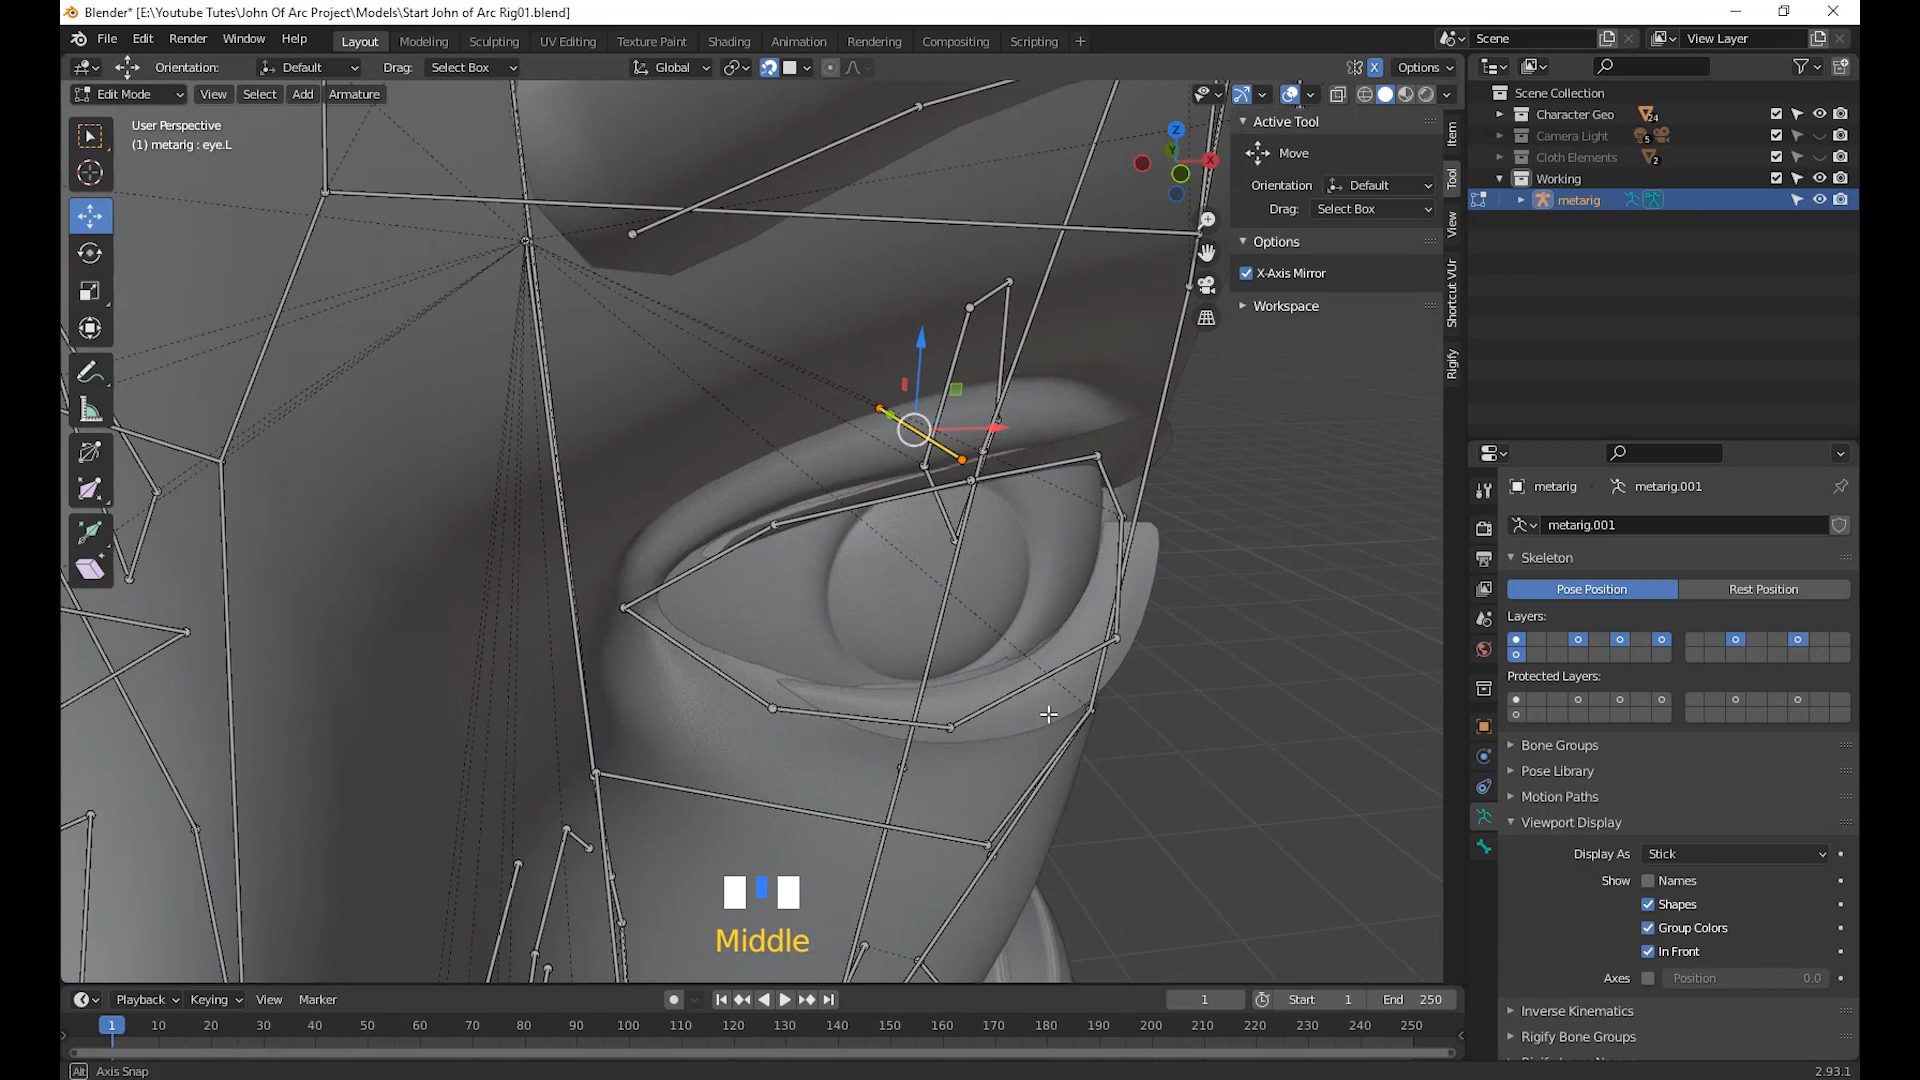 Blender* [E:\Youtube Tutes\John Of Arc Project\Models\Start John of Arc Rig01.blend]
File Edit Render Window Help Layout Modeling Sculpting UV Editing Texture Paint Shading Animation Rendering Compositing Scripting + Scene View Layer
Orientation: Default Drag: Select Box Global Options
Edit Mode View Select Add Armature
User Perspective
(1) metarig : eye.L
Z
Y
X
Active Tool
Move
Orientation Default
Drag: Select Box
Options
X-Axis Mirror
Workspace
Item
Tool
View
Shortcut VUr
Rigify
Scene Collection
Character Geo 24
Camera Light 5
Cloth Elements 2
Working
metarig
metarig metarig.001
metarig.001
Skeleton
Pose Position Rest Position
Layers:
Protected Layers:
Bone Groups
Pose Library
Motion Paths
Viewport Display
Display As Stick
Show Names
Shapes
Group Colors
In Front
Axes Position 0.0
Inverse Kinematics
Rigify Bone Groups
Middle
Playback Keying View Marker 1 Start 1 End 250
1 10 20 30 40 50 60 70 80 90 100 110 120 130 140 150 160 170 180 190 200 210 220 230 240 250
Alt Axis Snap 2.93.1